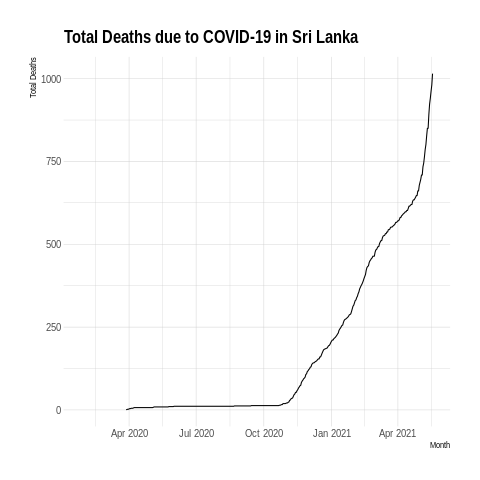 Total Deaths due to COVID-19 in Sri Lanka
Total Deaths
1000
750
500
250
0
Apr 2020 Jul 2020 Oct 2020 Jan 2021 Apr 2021
Month